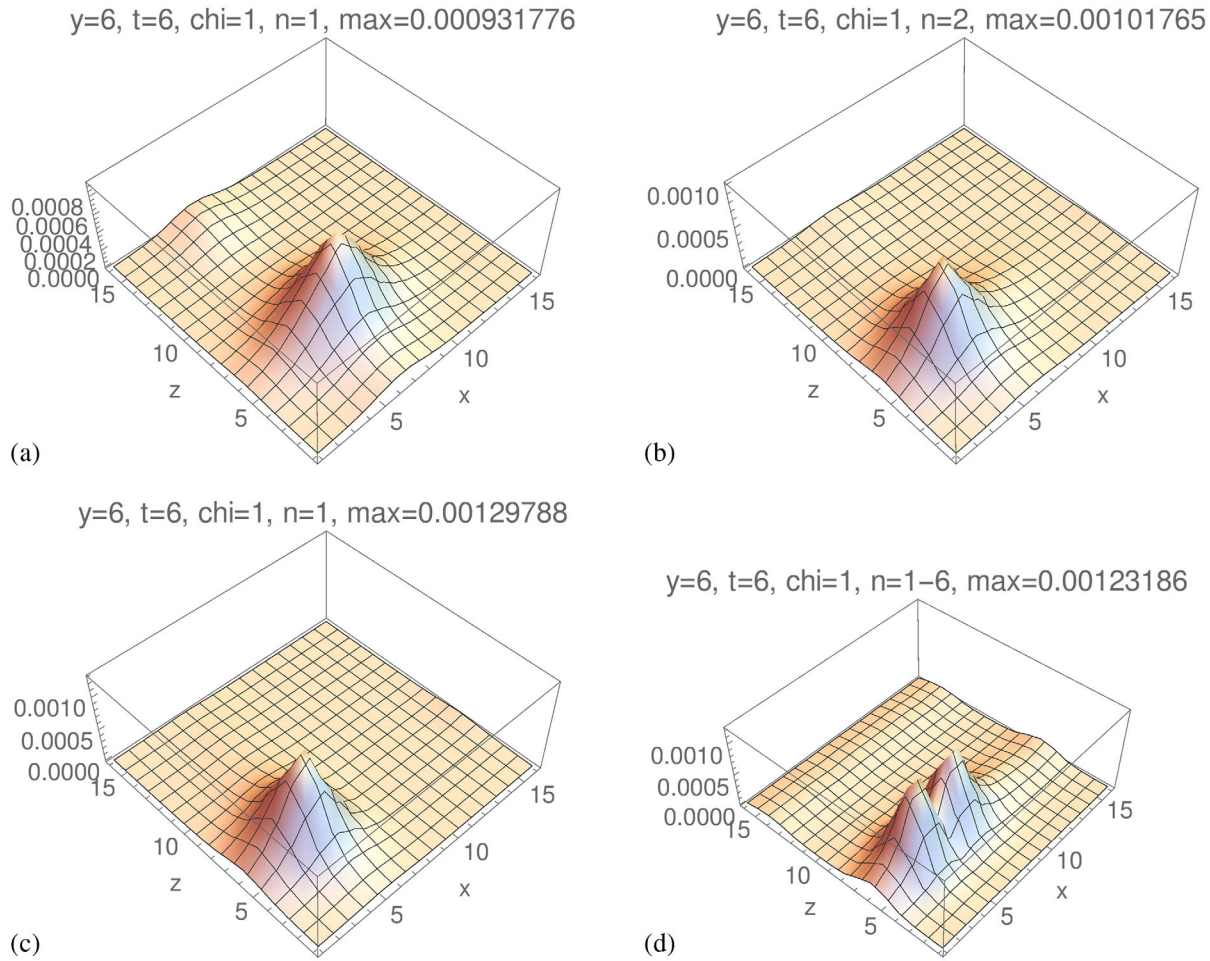 y=6, t=6, chi=1, n=1, max=0.000931776
0.0008
0.0006
0.0004
0.0002
0.0000
15
10
z
5
5
10
x
15
(a)
y=6, t=6, chi=1, n=2, max=0.00101765
0.0010
0.0005
0.0000
15
10
z
5
5
10
x
15
(b)
y=6, t=6, chi=1, n=1, max=0.00129788
0.0010
0.0005
0.0000
15
10
z
5
5
10
x
15
(c)
y=6, t=6, chi=1, n=1−6, max=0.00123186
0.0010
0.0005
0.0000
15
10
z
5
5
10
x
15
(d)